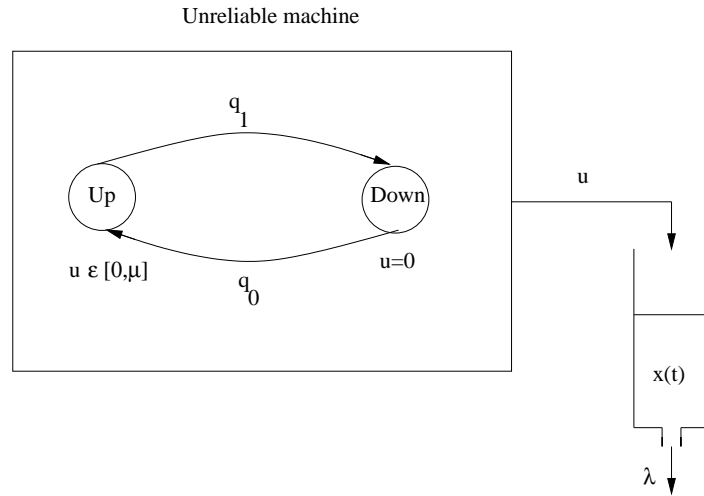 Unreliable machine
q
1
Up
Down
u
u ε [0,μ]
u=0
q
0
x(t)
λ